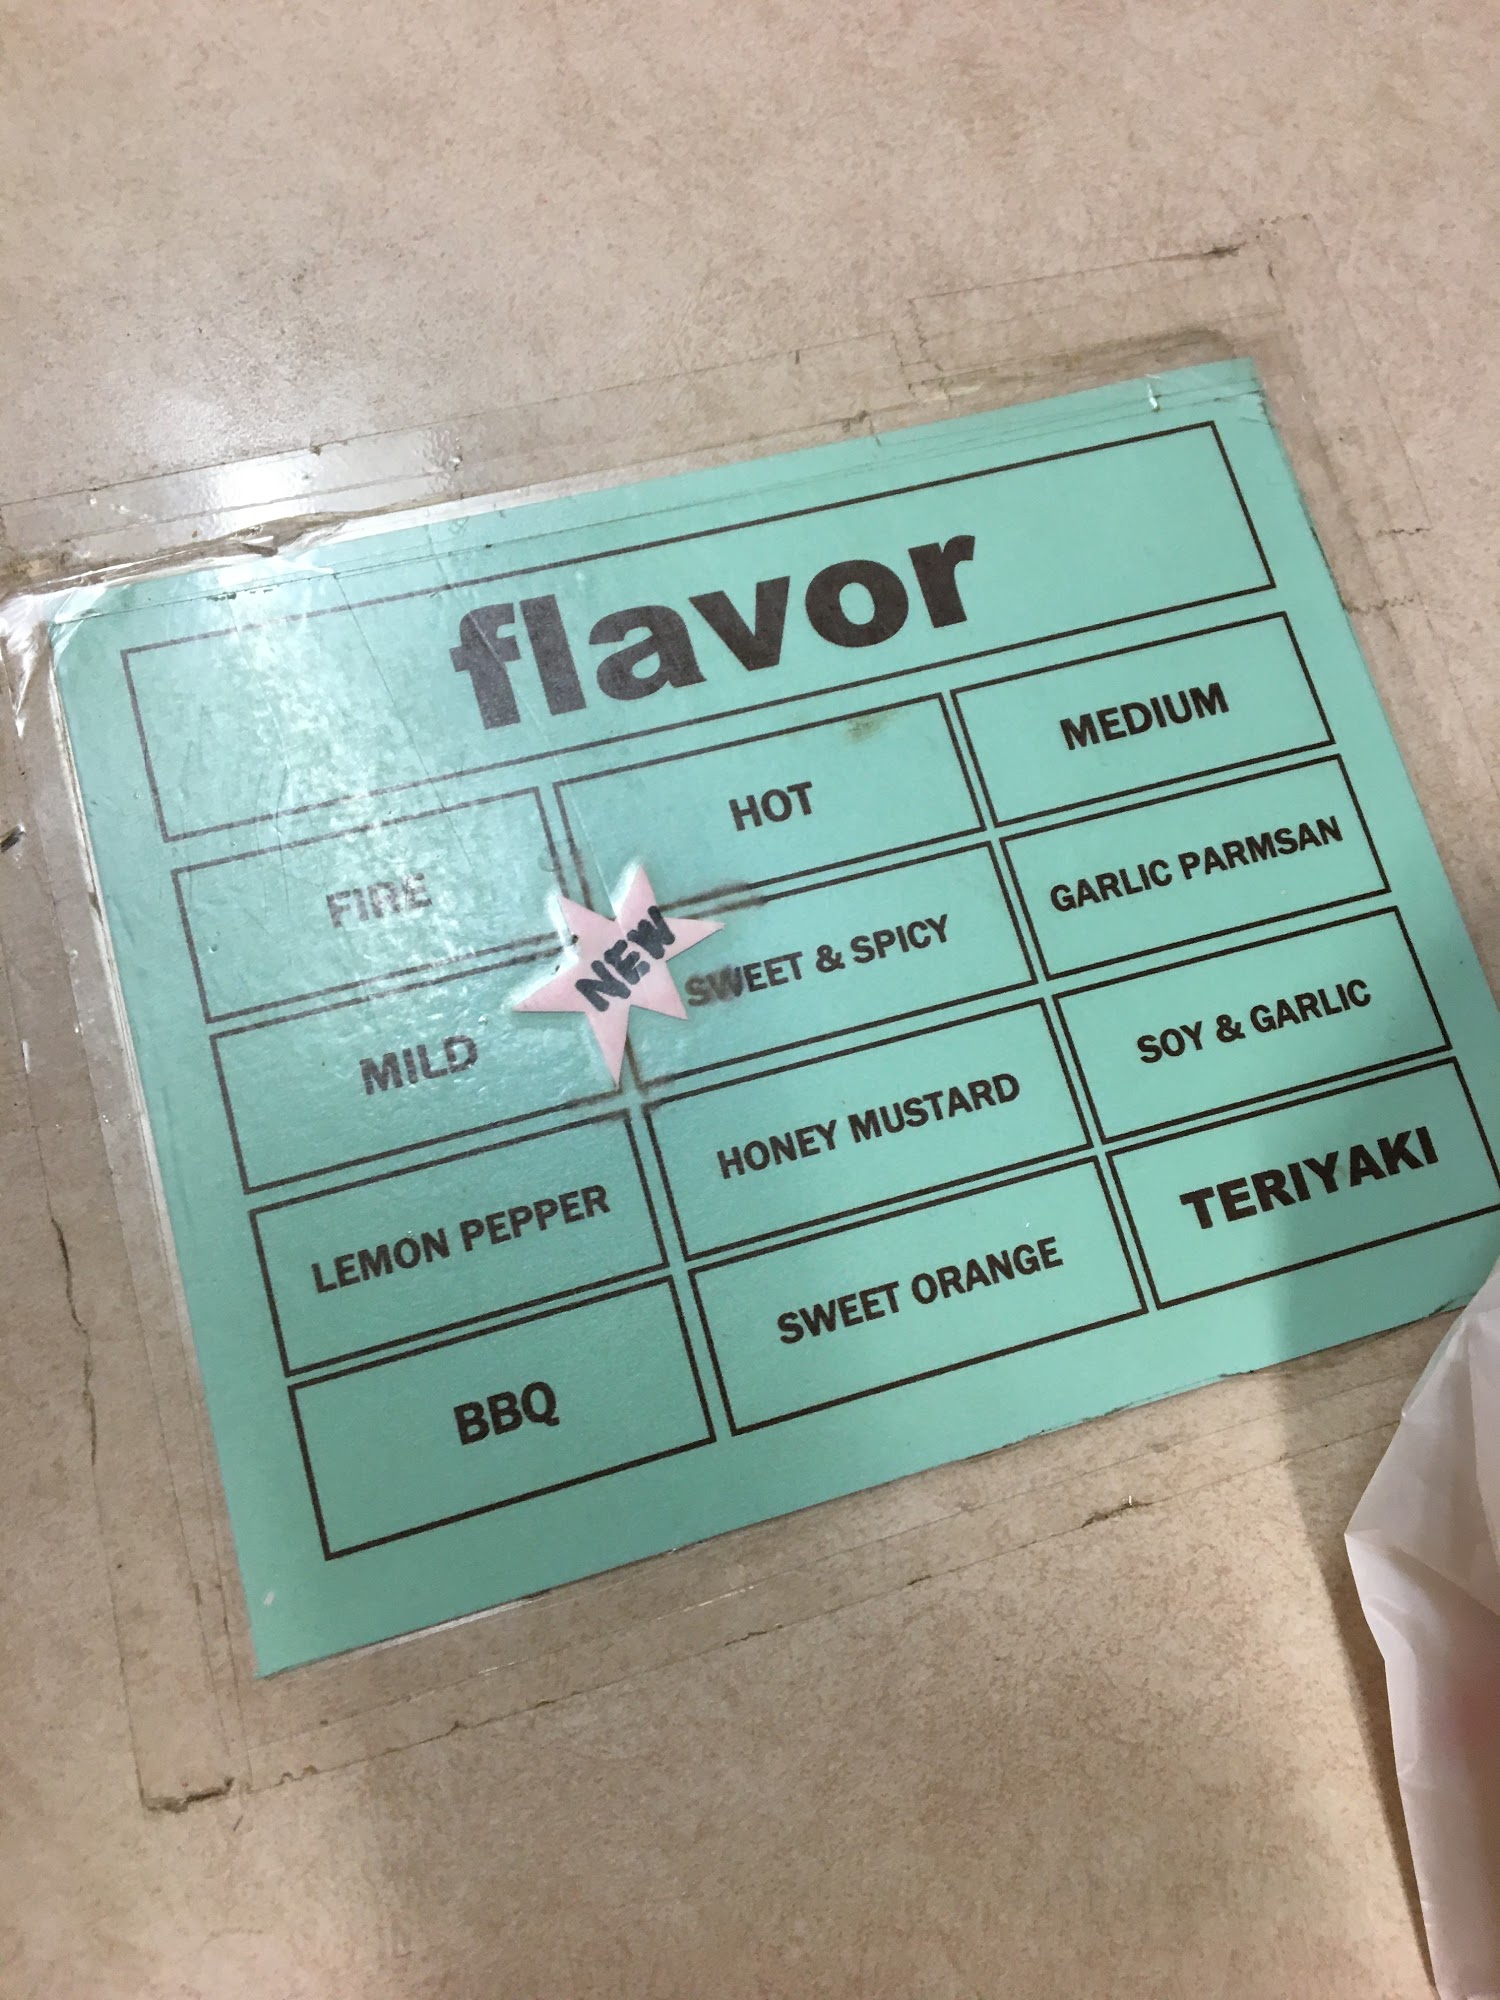 flavor
FIRE
HOT
MEDIUM
MILD
NEW
SWEET & SPICY
GARLIC PARMSAN
LEMON PEPPER
HONEY MUSTARD
SOY & GARLIC
BBQ
SWEET ORANGE
TERIYAKI